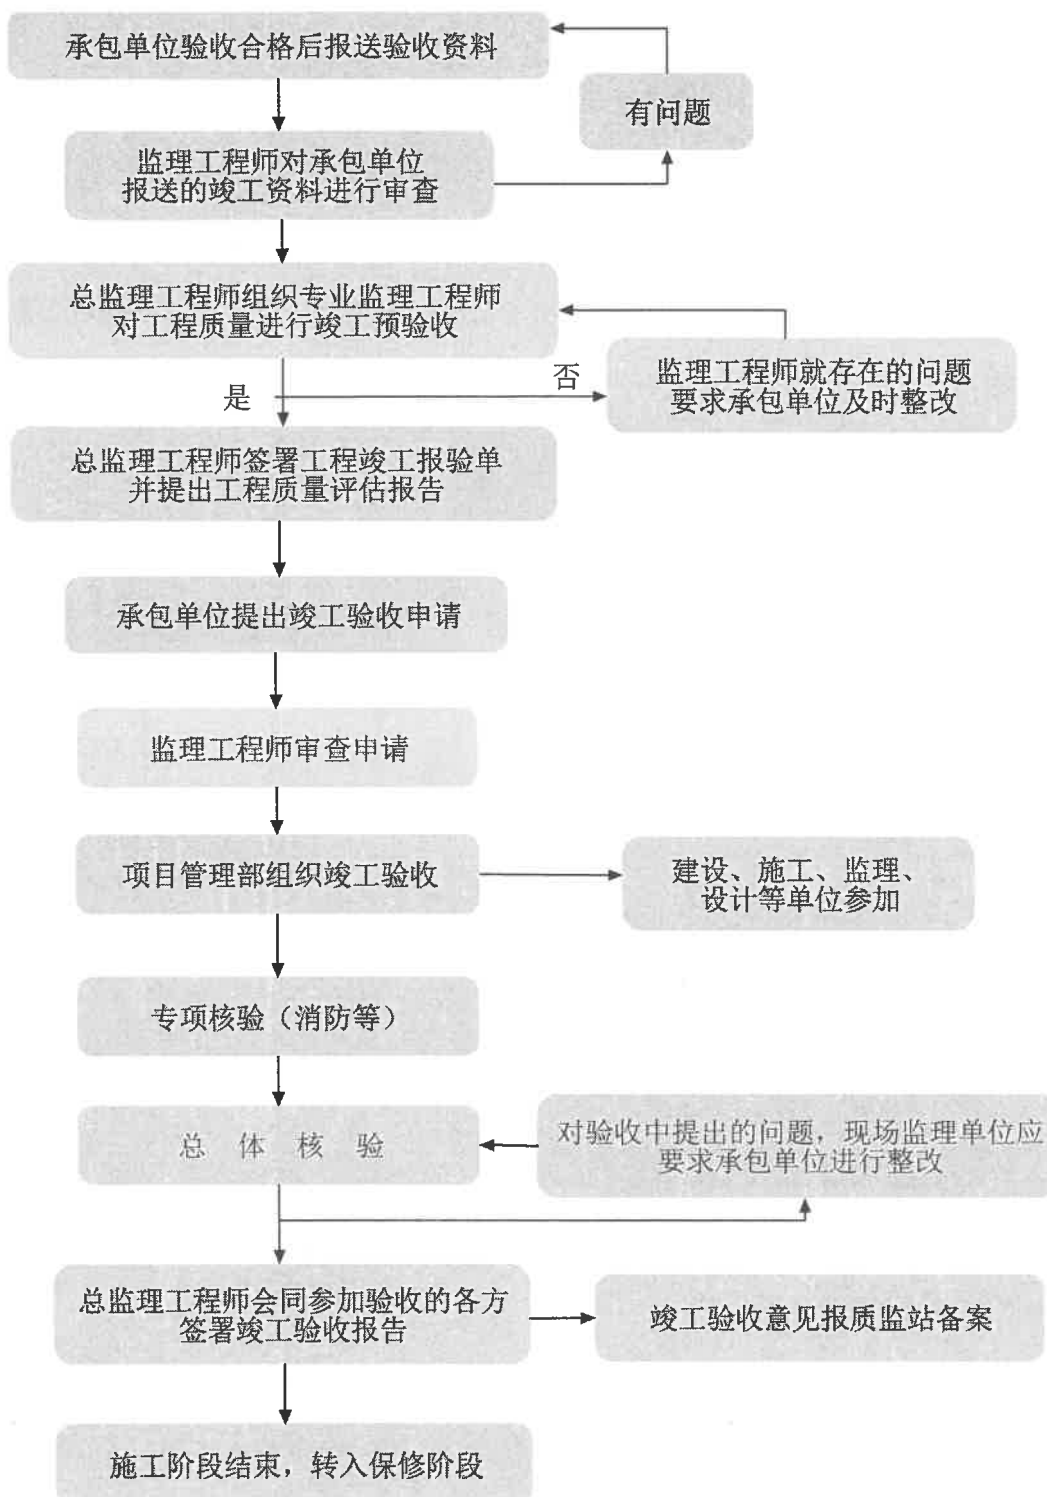 承包单位验收合格后报送验收资料
有问题
监理工程师对承包单位
报送的竣工资料进行审查
总监理工程师组织专业监理工程师
对工程质量进行竣工预验收
是
否
监理工程师就存在的问题
要求承包单位及时整改
总监理工程师签署工程竣工报验单
并提出工程质量评估报告
承包单位提出竣工验收申请
监理工程师审查申请
项目管理部组织竣工验收
建设、施工、监理、
设计等单位参加
专项核验（消防等）
总 体 核 验
对验收中提出的问题，现场监理单位应
要求承包单位进行整改
总监理工程师会同参加验收的各方
签署竣工验收报告
竣工验收意见报质监站备案
施工阶段结束，转入保修阶段